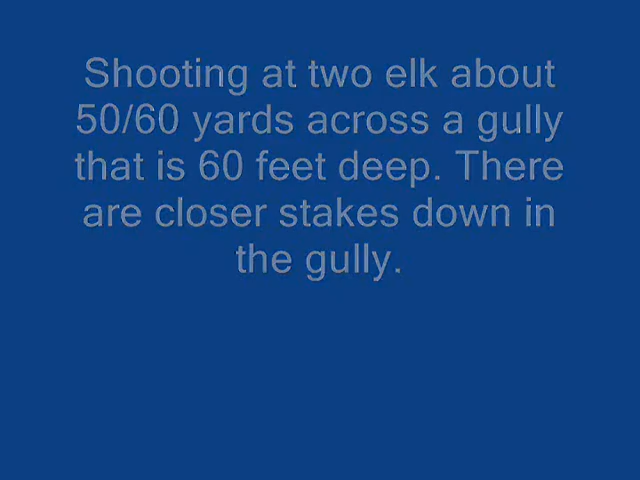 Shooting at two elk about
50/60 yards across a gully
that is 60 feet deep. There
are closer stakes down in
the gully.